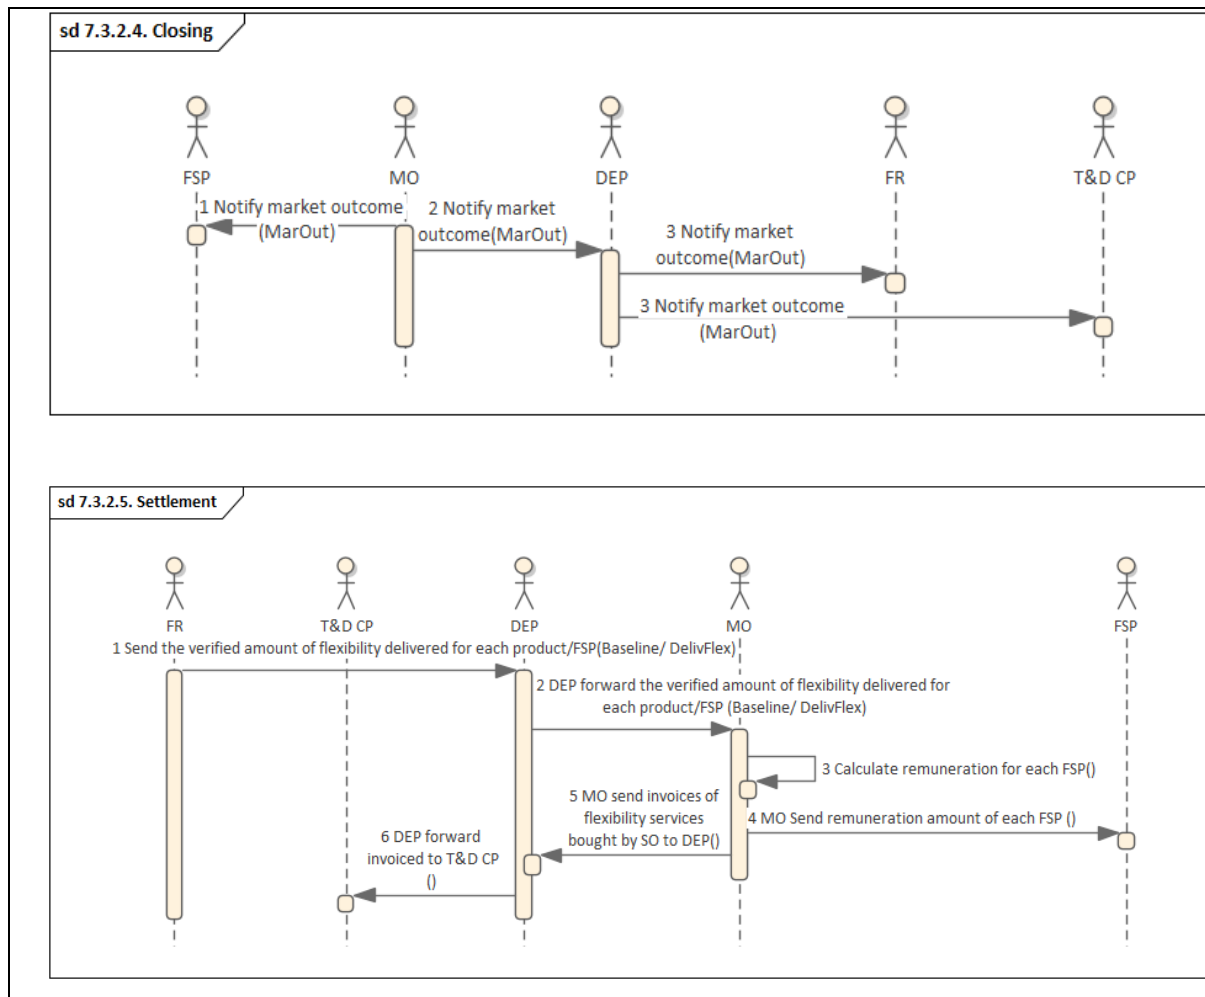 sd 7.3.2.4. Closing
FSP
MO
DEP
FR
T&D CP
1 Notify market outcome
(MarOut)
2 Notify market
outcome(MarOut)
3 Notify market
outcome(MarOut)
3 Notify market outcome
(MarOut)
sd 7.3.2.5. Settlement
FR
T&D CP
DEP
MO
FSP
1 Send the verified amount of flexibility delivered for each product/FSP(Baseline/ DelivFlex)
2 DEP forward the verified amount of flexibility delivered for
each product/FSP (Baseline/ DelivFlex)
3 Calculate remuneration for each FSP()
4 MO Send remuneration amount of each FSP ()
5 MO send invoices of
flexibility services
bought by SO to DEP()
6 DEP forward
invoiced to T&D CP
()